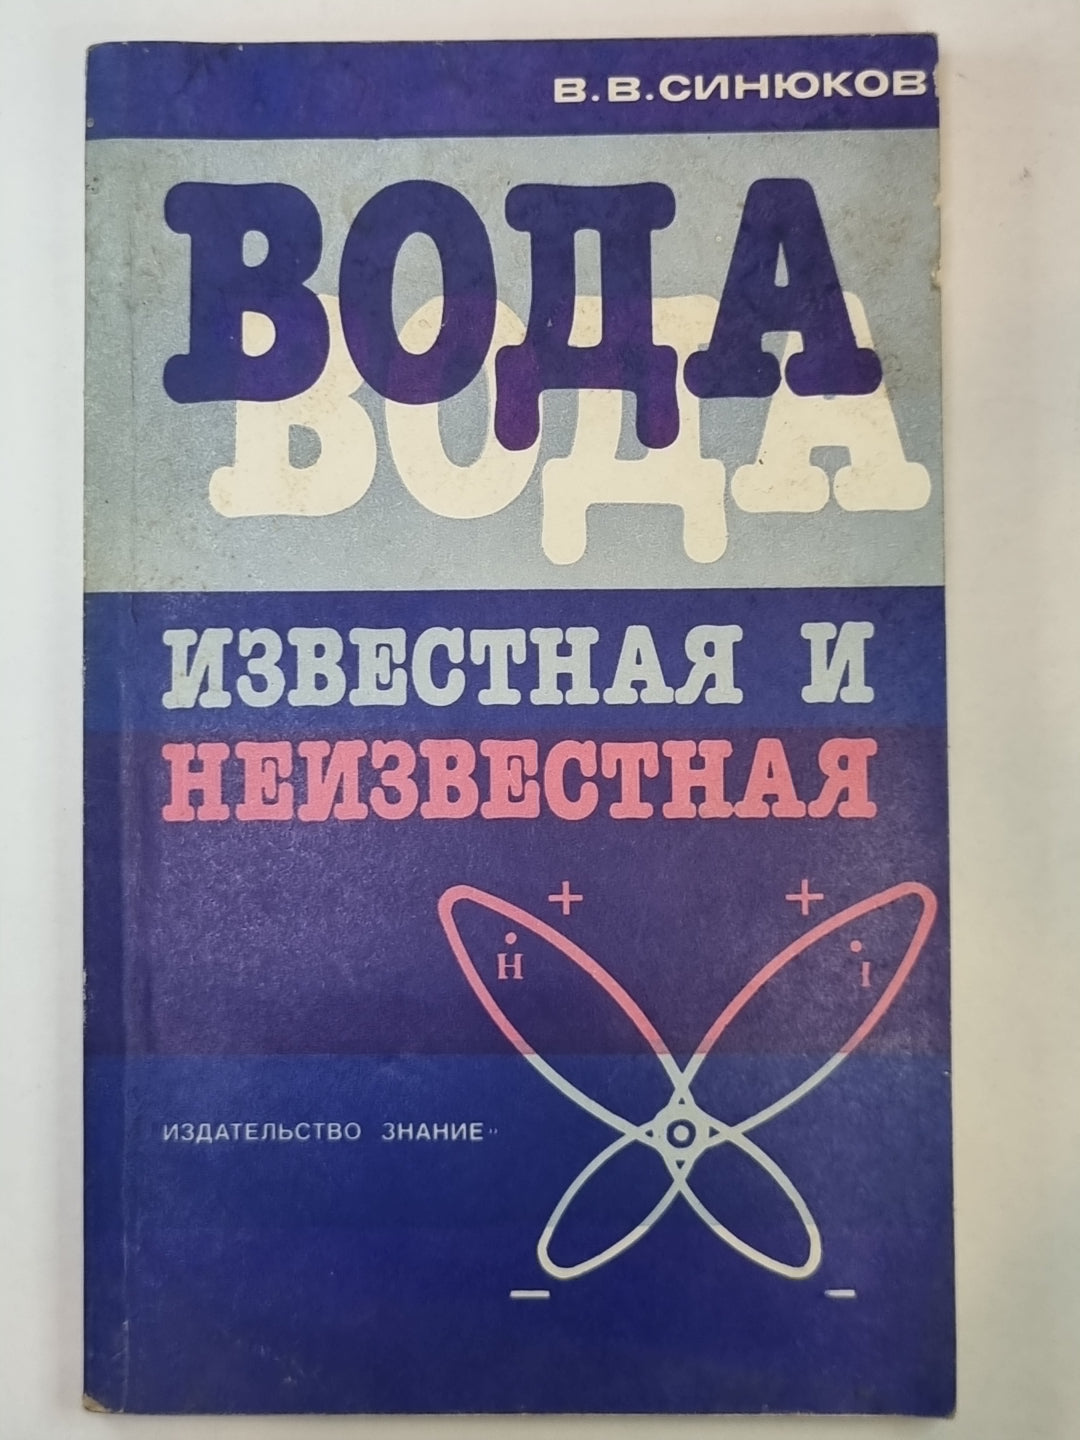 В.В.СИНЮКОВ
ВОДА
ВОДА
ИЗВЕСТНАЯ И
НЕИЗВЕСТНАЯ
+ +
Н i
О
ИЗДАТЕЛЬСТВО ЗНАНИЕ"
– –